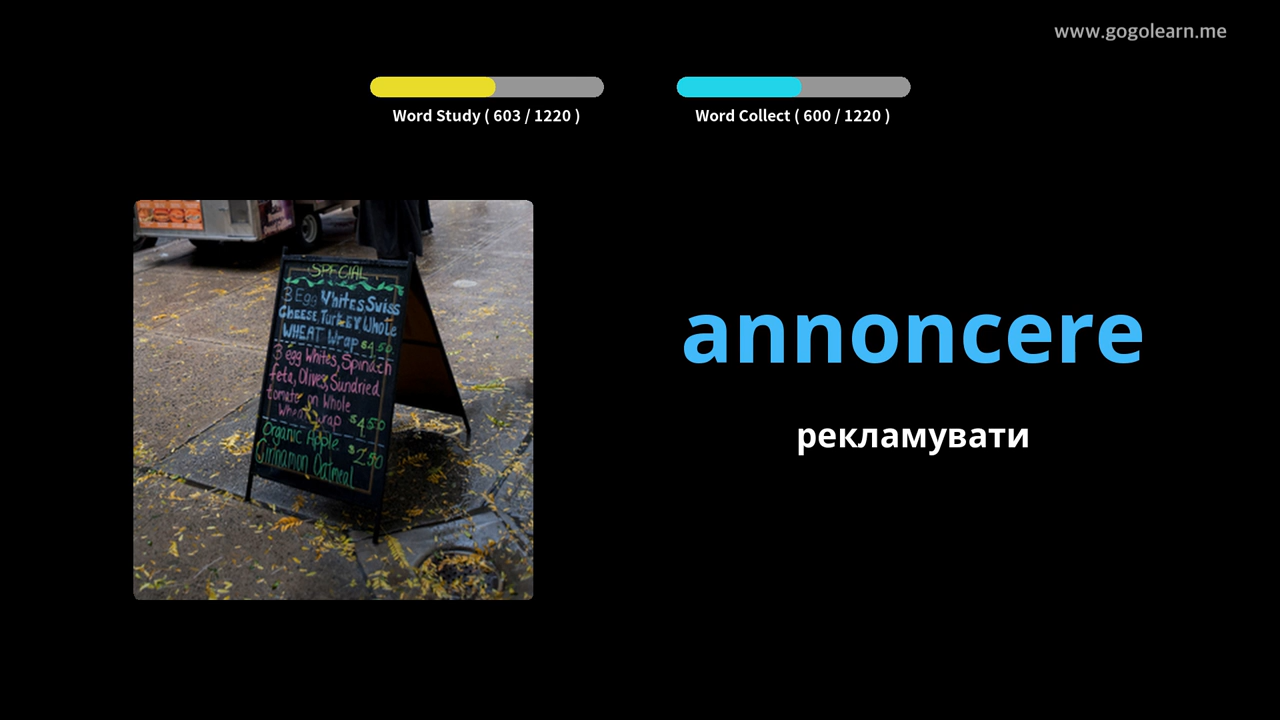 www.gogolearn.me
Word Study ( 603 / 1220 )
Word Collect ( 600 / 1220 )
SPECIAL
3 Egg Whites, Swiss
Cheese, Turkey Whole
WHEAT Wrap $4.50
3 egg Whites, Spinach
feta, Olives, Sundried
tomato on Whole
Wheat Wrap $4.50
Organic Apple
Cinnamon Oatmeal $2.50
annoncere
рекламувати